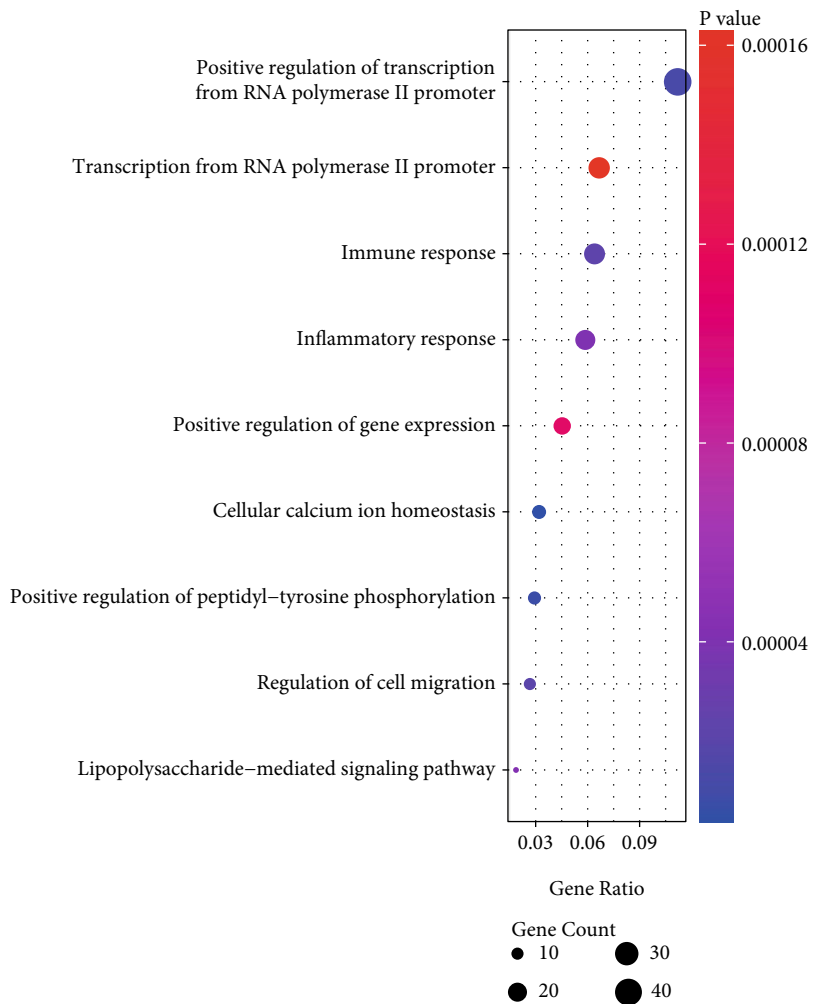 P value
Positive regulation of transcription
from RNA polymerase II promoter
Transcription from RNA polymerase II promoter
Immune response
Inflammatory response
Positive regulation of gene expression
Cellular calcium ion homeostasis
Positive regulation of peptidyl−tyrosine phosphorylation
Regulation of cell migration
Lipopolysaccharide−mediated signaling pathway
0.00016
0.00012
0.00008
0.00004
0.03 0.06 0.09
Gene Ratio
Gene Count
10 30
20 40